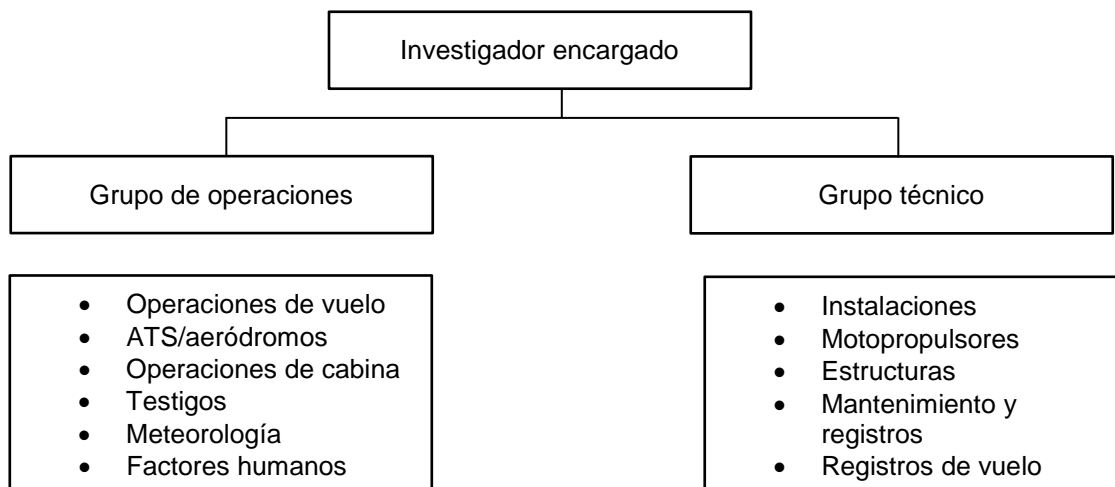 Investigador encargado
Grupo de operaciones
Grupo técnico
• Operaciones de vuelo
• ATS/aeródromos
• Operaciones de cabina
• Testigos
• Meteorología
• Factores humanos
• Instalaciones
• Motopropulsores
• Estructuras
• Mantenimiento y
registros
• Registros de vuelo